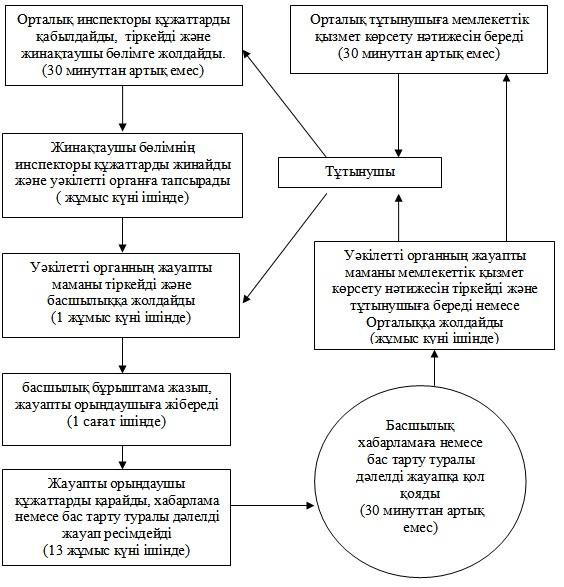 Орталық инспекторы құжаттарды
қабылдайды, тіркейді және
жинақтаушы бөлімге жолдайды.
(30 минуттан артық емес)
Орталық тұтынушыға мемлекеттік
қызмет көрсету нәтижесін береді
(30 минуттан артық емес)
Жинақтаушы бөлімнің
инспекторы құжаттарды жинайды
және уәкілетті органға тапсырады
( жұмыс күні ішінде)
Тұтынушы
Уәкілетті органның жауапты
маманы тіркейді және
басшылыққа жолдайды
(1 жұмыс күні ішінде)
Уәкілетті органның жауапты
маманы мемлекеттік қызмет
көрсету нәтижесін тіркейді және
тұтынушыға береді немесе
Орталыққа жолдайды
(жұмыс күні ішінде)
басшылық бұрыштама жазып,
жауапты орындаушыға жібереді
(1 сағат ішінде)
Басшылық
хабарламаға немесе
бас тарту туралы
дәлелді жауапқа қол
қояды
(30 минуттан артық
емес)
Жауапты орындаушы
құжаттарды қарайды, хабарлама
немесе бас тарту туралы дәлелді
жауап ресімдейді
(13 жұмыс күні ішінде)